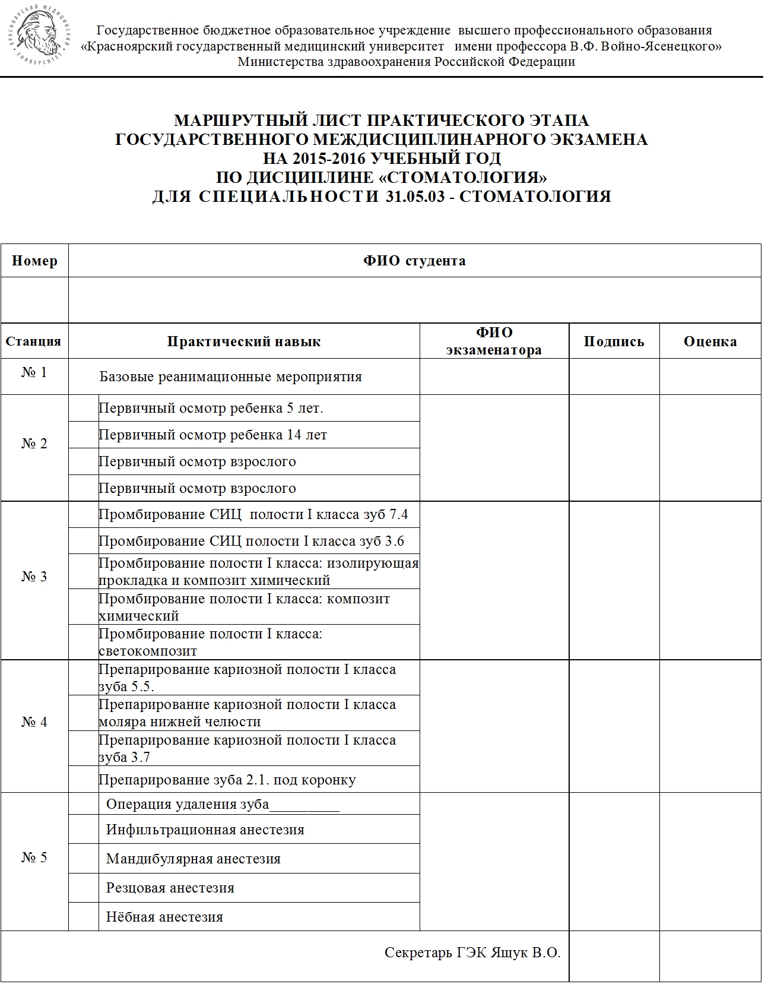 КРАСНОЯРСКИЙ МЕДИЦИНСКИЙ
УНИВЕРСИТЕТ
Государственное бюджетное образовательное учреждение высшего профессионального образования
«Красноярский государственный медицинский университет имени профессора В.Ф. Войно-Ясенецкого»
Министерства здравоохранения Российской Федерации
МАРШРУТНЫЙ ЛИСТ ПРАКТИЧЕСКОГО ЭТАПА
ГОСУДАРСТВЕННОГО МЕЖДИСЦИПЛИНАРНОГО ЭКЗАМЕНА
НА 2015-2016 УЧЕБНЫЙ ГОД
ПО ДИСЦИПЛИНЕ «СТОМАТОЛОГИЯ»
ДЛЯ СПЕЦИАЛЬНОСТИ 31.05.03 - СТОМАТОЛОГИЯ
Номер ФИО студента
Станция Практический навык ФИО экзаменатора Подпись Оценка
№ 1 Базовые реанимационные мероприятия
№ 2
Первичный осмотр ребенка 5 лет.
Первичный осмотр ребенка 14 лет
Первичный осмотр взрослого
Первичный осмотр взрослого
№ 3
Промбирование СИЦ полости I класса зуб 7.4
Промбирование СИЦ полости I класса зуб 3.6
Промбирование полости I класса: изолирующая
прокладка и композит химический
Промбирование полости I класса: композит
химический
Промбирование полости I класса:
светокомпозит
№ 4
Препарирование кариозной полости I класса
зуба 5.5.
Препарирование кариозной полости I класса
моляра нижней челюсти
Препарирование кариозной полости I класса
зуба 3.7
Препарирование зуба 2.1. под коронку
№ 5
Операция удаления зуба_________
Инфильтрационная анестезия
Мандибулярная анестезия
Резцовая анестезия
Нёбная анестезия
Секретарь ГЭК Ящук В.О.